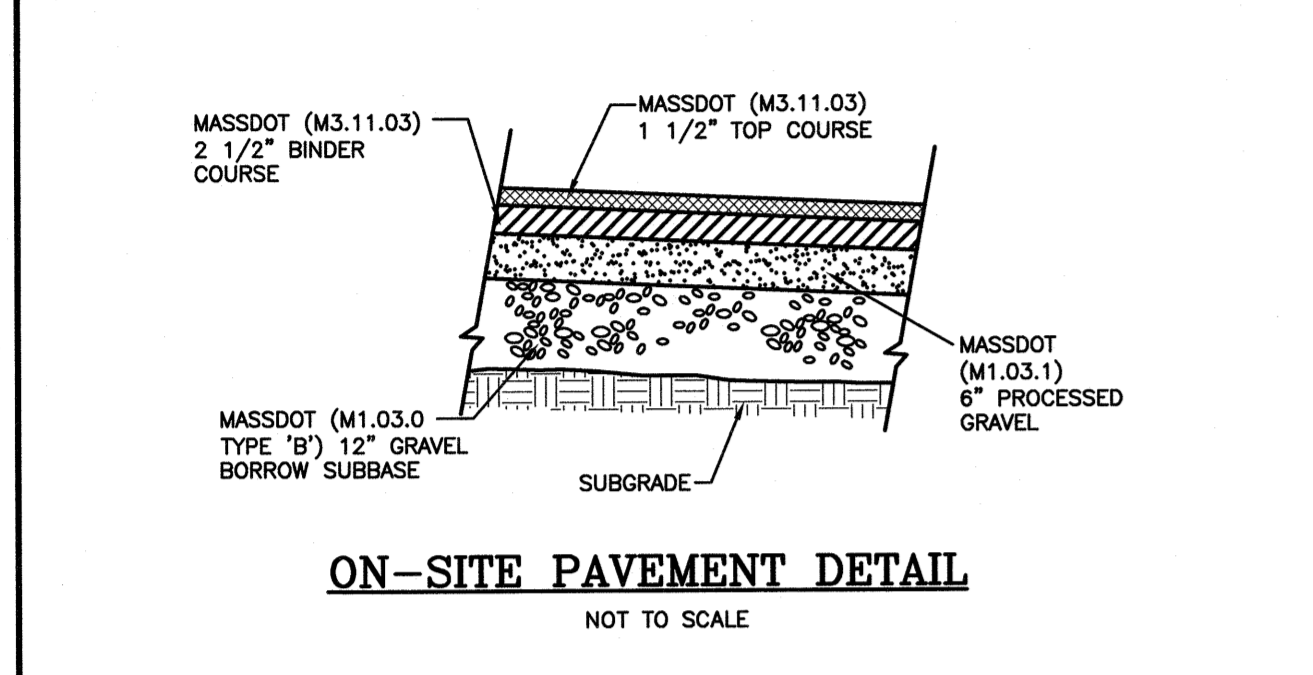 MASSDOT (M3.11.03)
2 1/2" BINDER
COURSE
MASSDOT (M3.11.03)
1 1/2" TOP COURSE
MASSDOT
(M1.03.1)
6" PROCESSED
GRAVEL
MASSDOT (M1.03.0
TYPE 'B') 12" GRAVEL
BORROW SUBBASE
SUBGRADE
ON-SITE PAVEMENT DETAIL
NOT TO SCALE